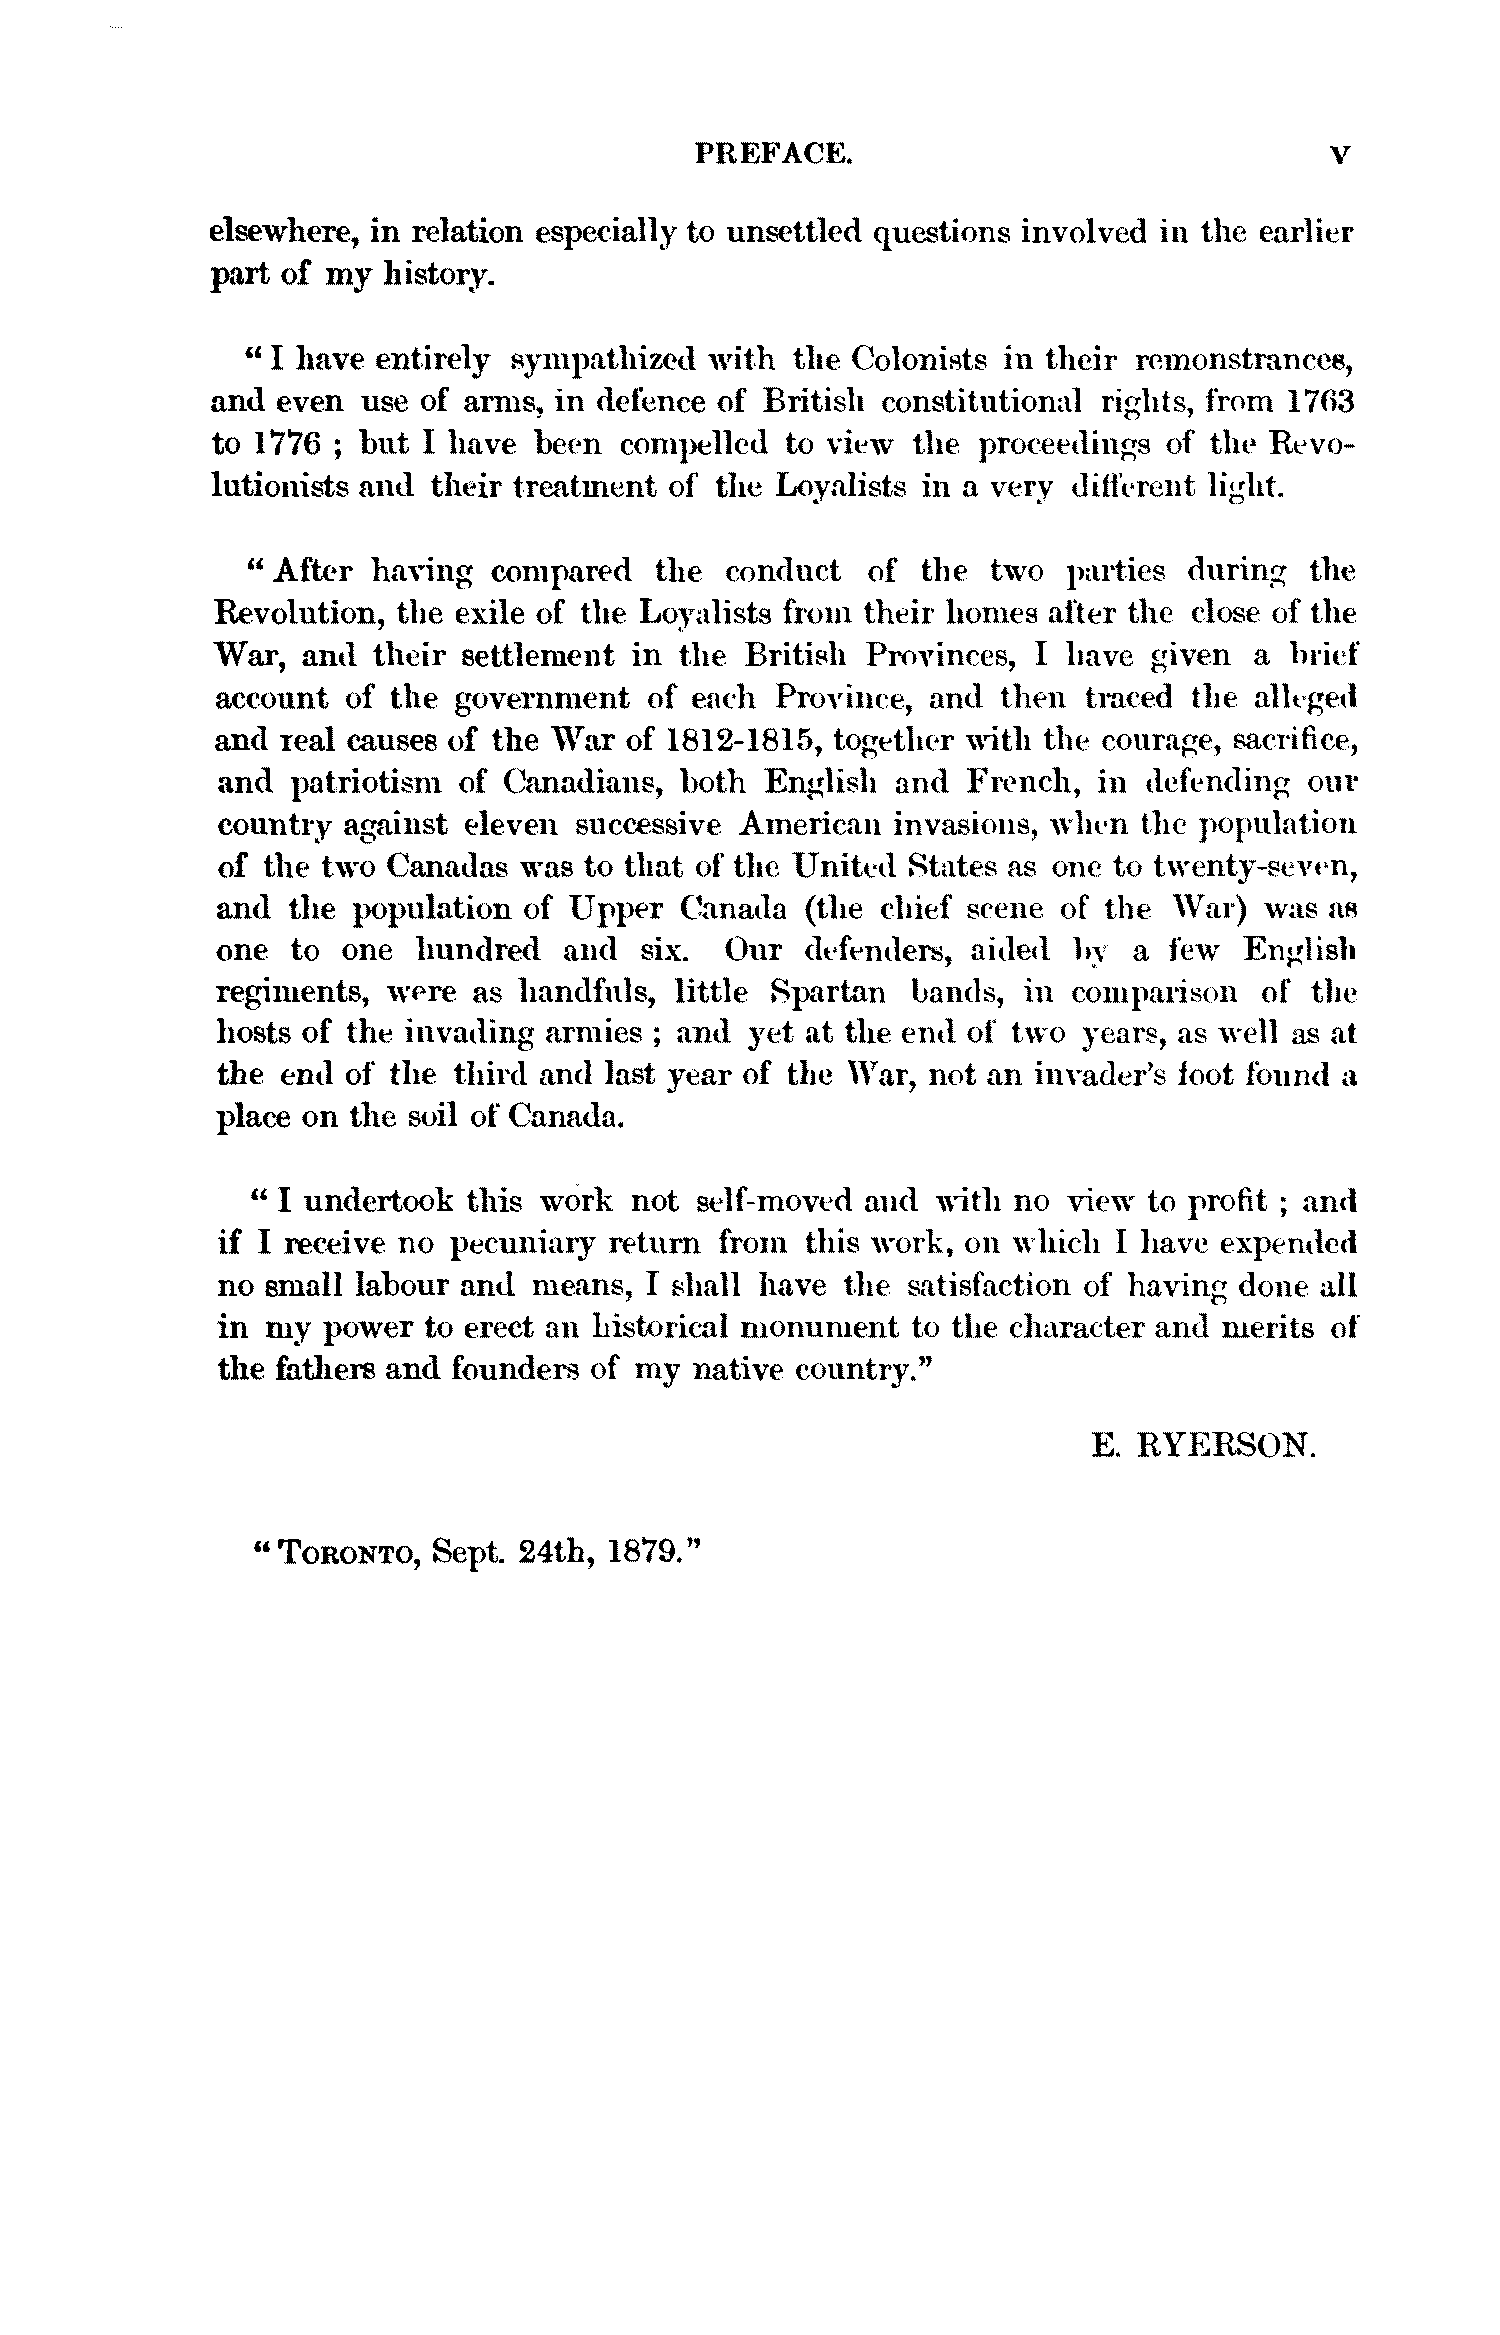 PREFACE. V
elsewhere, in relation especially to unsettled questions involved in the earlier
part of my history.
“ I have entirely sympathized with the Colonists in their remonstrances,
and even use of arms, in defence of British constitutional rights, from 1763
to 1776 ; but I have been compelled to view the proceedings of the Revo-
lutionists and their treatment of the Loyalists in a very different light.
“ After having compared the conduct of the two parties during the
Revolution, the exile of the Loyalists from their homes after the close of the
War, and their settlement in the British Provinces, I have given a brief
account of the government of each Province, and then traced the alleged
and real causes of the War of 1812-1815, together with the courage, sacrifice,
and patriotism of Canadians, both English and French, in defending our
country against eleven successive American invasions, when the population
of the two Canadas was to that of the United States as one to twenty-seven,
and the population of Upper Canada (the chief scene of the War) was as
one to one hundred and six. Our defenders, aided by a few English
regiments, were as handfuls, little Spartan bands, in comparison of the
hosts of the invading armies ; and yet at the end of two years, as well as at
the end of the third and last year of the War, not an invader's foot found a
place on the soil of Canada.
“ I undertook this work not self-moved and with no view to profit ; and
if I receive no pecuniary return from this work, on which I have expended
no small labour and means, I shall have the satisfaction of having done all
in my power to erect an historical monument to the character and merits of
the fathers and founders of my native country.”
E. RYERSON.
“ TORONTO, Sept. 24th, 1879.”